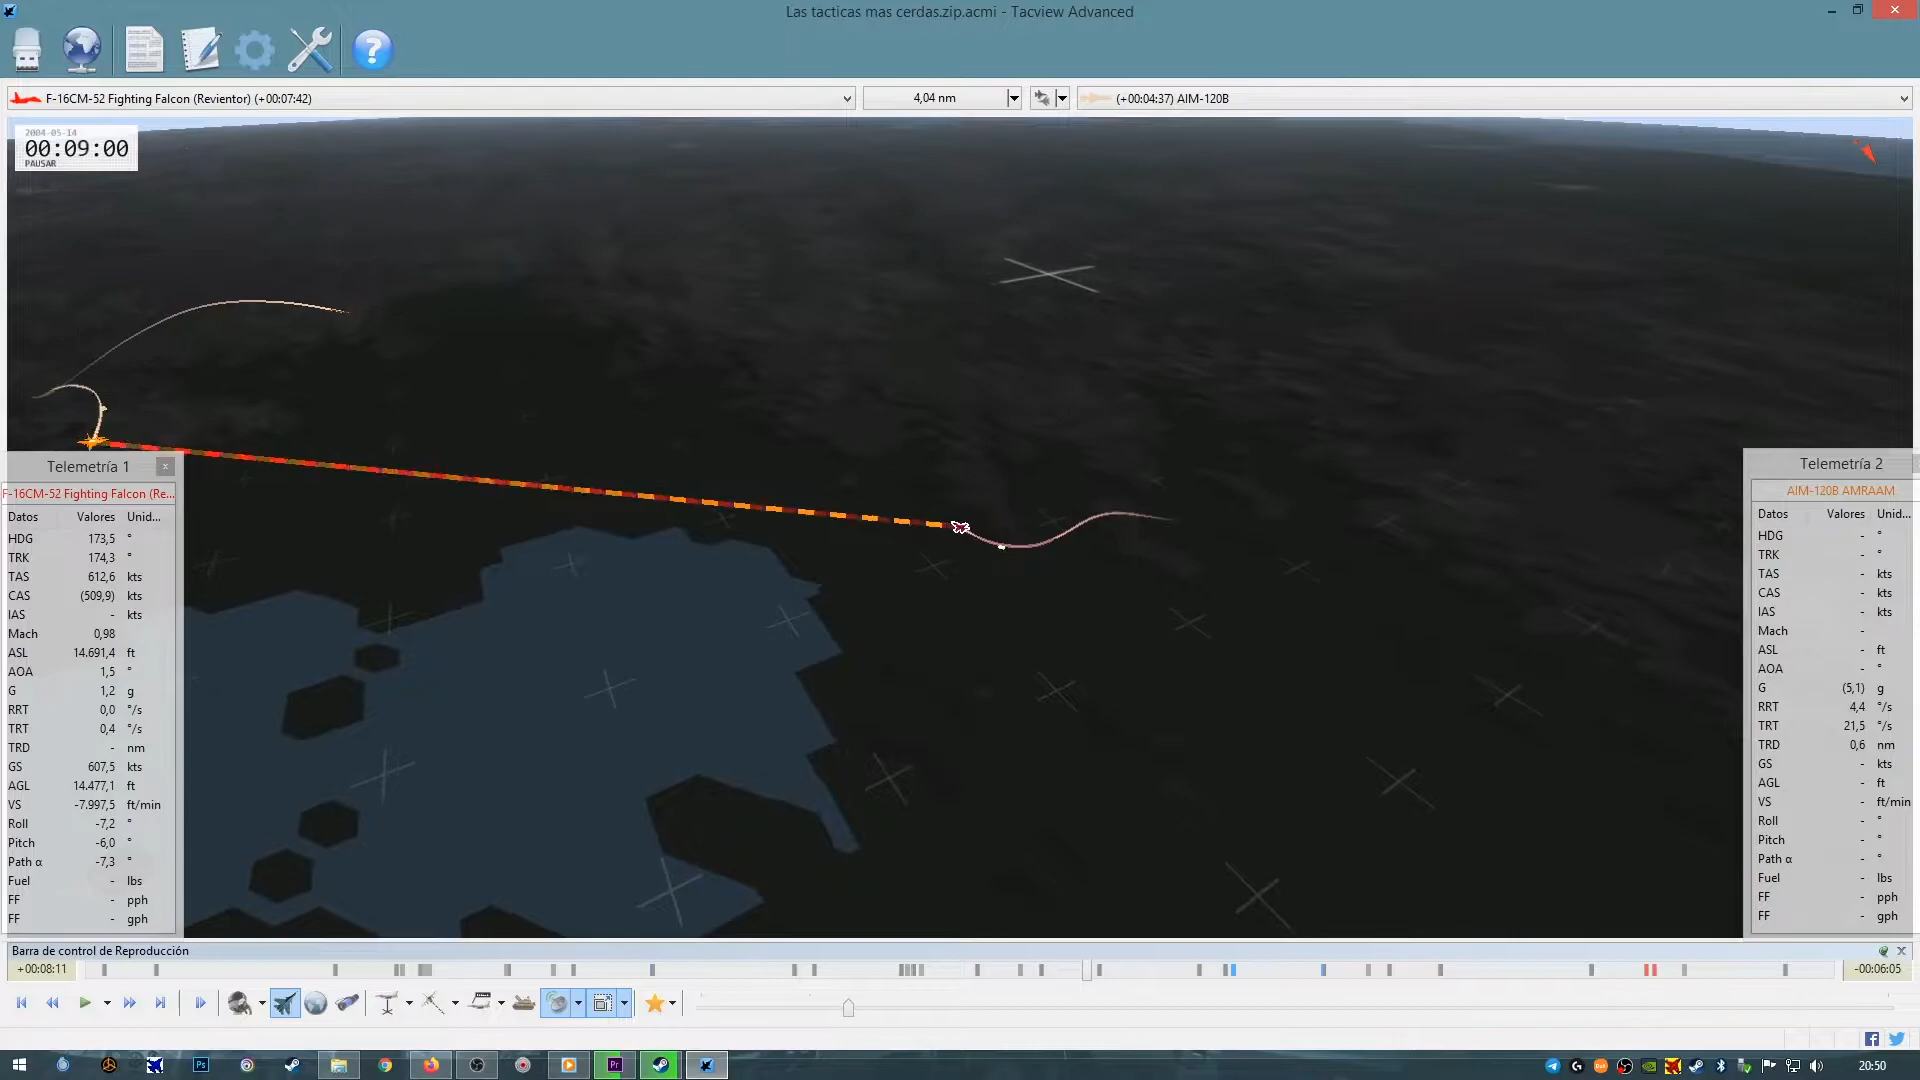 Las tacticas mas cerdas.zip.acmi - Tacview Advanced
F-16CM-52 Fighting Falcon (Revientor) (+00:07:42)
4,04 nm
(+00:04:37) AIM-120B
2004-05-14
00:09:00
PAUSAR
Telemetría 1
F-16CM-52 Fighting Falcon (Re...
Datos Valores Unid...
HDG 173,5 °
TRK 174,3 °
TAS 612,6 kts
CAS (509,9) kts
IAS - kts
Mach 0,98
ASL 14.691,4 ft
AOA 1,5 °
G 1,2 g
RRT 0,0 °/s
TRT 0,4 °/s
TRD - nm
GS 607,5 kts
AGL 14.477,1 ft
VS -7.997,5 ft/min
Roll -7,2 °
Pitch -6,0 °
Path α -7,3 °
Fuel - lbs
FF - pph
FF - gph
Telemetría 2
AIM-120B AMRAAM
Datos Valores Unid...
HDG - °
TRK - °
TAS - kts
CAS - kts
IAS - kts
Mach -
ASL - ft
AOA - °
G (5,1) g
RRT 4,4 °/s
TRT 21,5 °/s
TRD 0,6 nm
GS - kts
AGL - ft
VS - ft/min
Roll - °
Pitch - °
Path α - °
Fuel - lbs
FF - pph
FF - gph
Barra de control de Reproducción
+00:08:11
-00:06:05
Ps
Pr
20:50